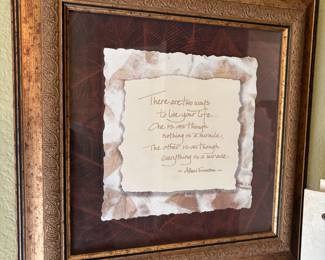 There are two ways
to live your life.
One is as though
nothing is a miracle.
The other is as though
everything is a miracle.
- Albert Einstein